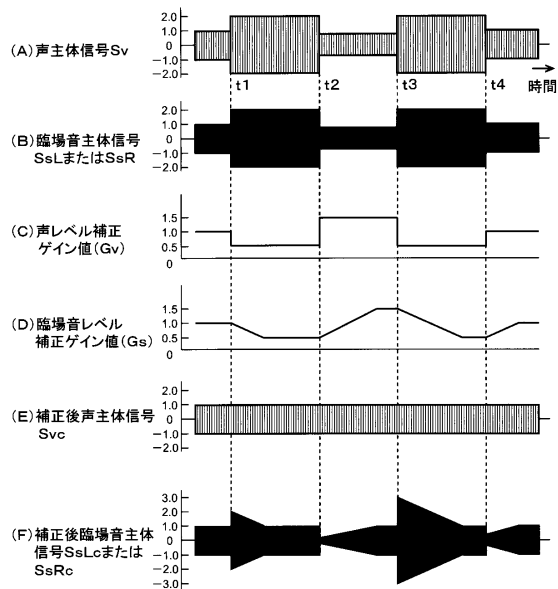 (A)声主体信号Sv
2.0
1.0
0
−1.0
−2.0
t1
t2
t3
t4
時間
(B)臨場音主体信号
SsLまたはSsR
2.0
1.0
0
−1.0
−2.0
(C)声レベル補正
ゲイン値(Gv)
1.5
1.0
0.5
0
(D)臨場音レベル
補正ゲイン値(Gs)
1.5
1.0
0.5
0
(E)補正後声主体信号
Svc
2.0
1.0
0
−1.0
−2.0
(F)補正後臨場音主体
信号SsLcまたは
SsRc
3.0
2.0
1.0
0
−1.0
−2.0
−3.0